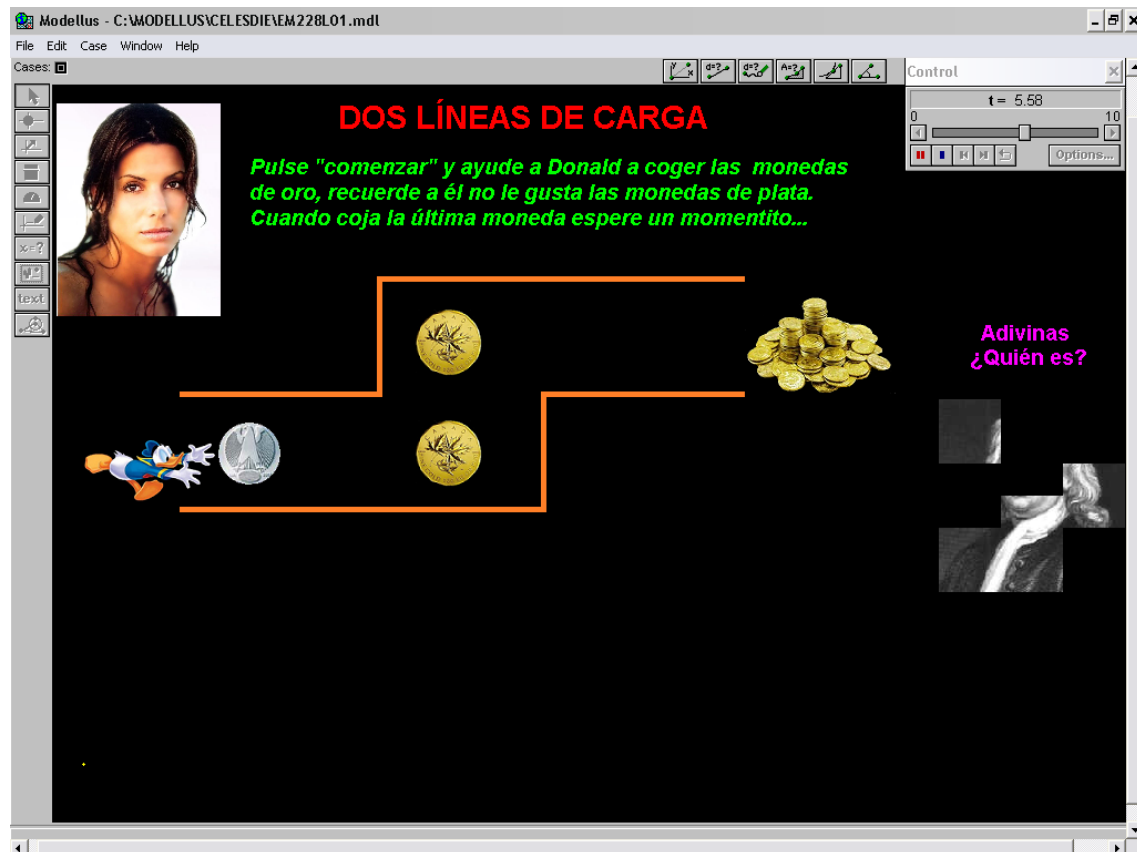 Modellus - C:\MODELLUS\CELESDIE\EM228L01.mdl
File Edit Case Window Help
Cases:
Control
t = 5.58
0 10
Options...
x=?
text
DOS LÍNEAS DE CARGA
Pulse "comenzar" y ayude a Donald a coger las monedas
de oro, recuerde a él no le gusta las monedas de plata.
Cuando coja la última moneda espere un momentito...
Adivinas
¿Quién es?